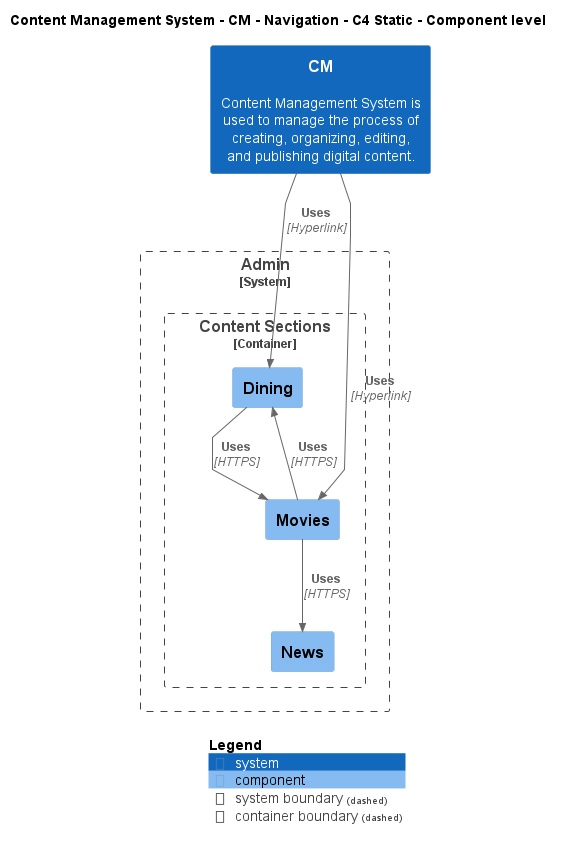 Content Management System - CM - Navigation - C4 Static - Component level
CM
Content Management System is
used to manage the process of
creating, organizing, editing,
and publishing digital content.
Uses
[Hyperlink]
Admin
[System]
Content Sections
[Container]
Dining
Uses
[Hyperlink]
Uses
[HTTPS]
Uses
[HTTPS]
Movies
Uses
[HTTPS]
News
Legend
system
component
system boundary (dashed)
container boundary (dashed)